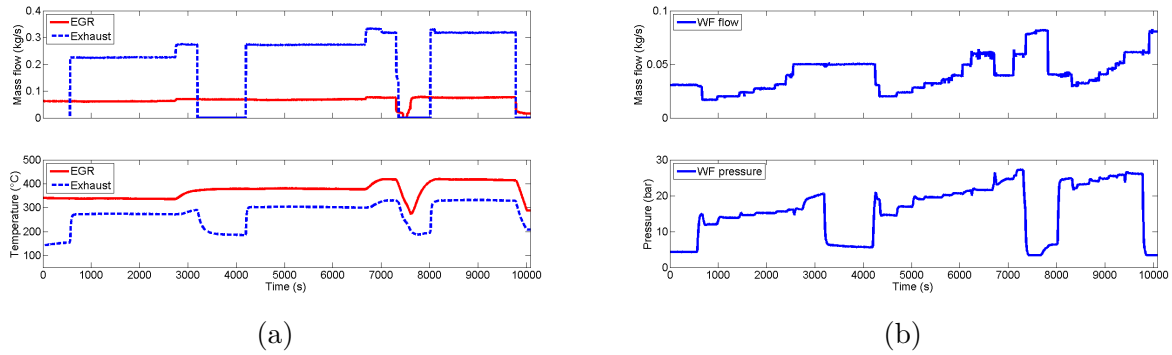 Mass flow (kg/s)
0.4
0.3
0.2
0.1
0
EGR
Exhaust
Temperature (°C)
500
400
300
200
100
EGR
Exhaust
0 1000 2000 3000 4000 5000 6000 7000 8000 9000 10000
Time (s)
(a)
Mass flow (kg/s)
0.1
0.05
0
WF flow
Pressure (bar)
30
20
10
0
WF pressure
0 1000 2000 3000 4000 5000 6000 7000 8000 9000 10000
Time (s)
(b)